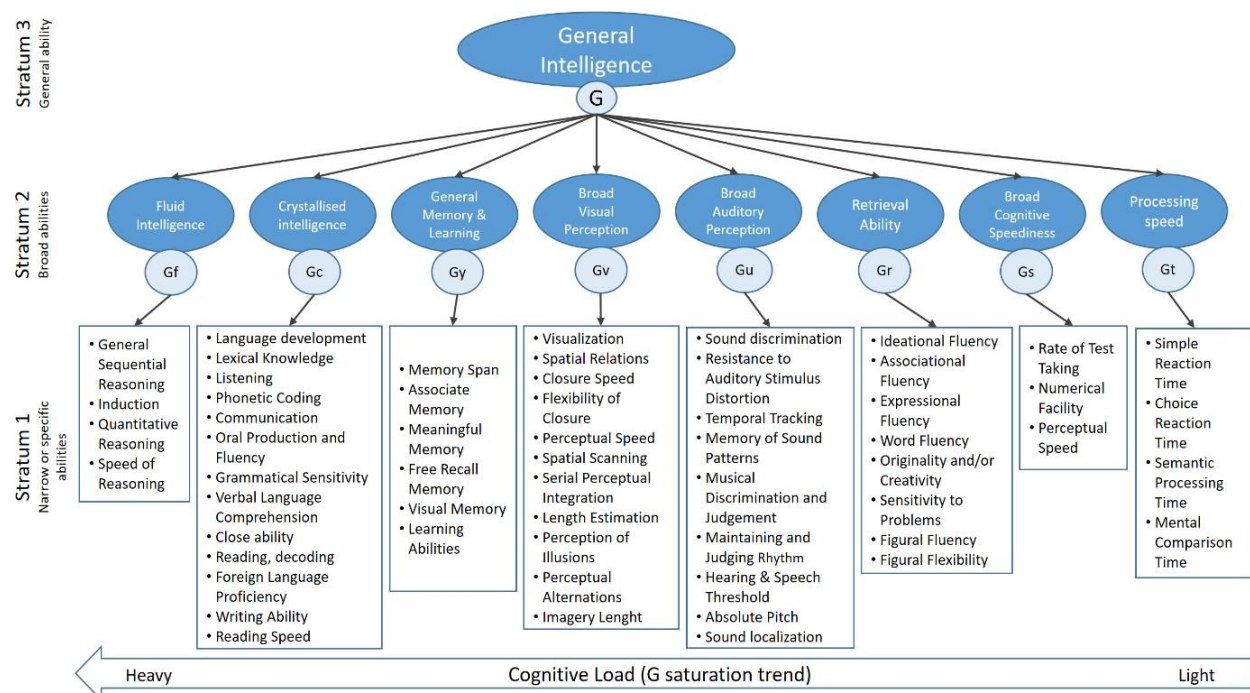 Stratum 3
General ability
General
Intelligence
G
Stratum 2
Broad abilities
Fluid
Intelligence
Gf
Crystallised
intelligence
Gc
General
Memory &
Learning
Gy
Broad
Visual
Perception
Gv
Broad
Auditory
Perception
Gu
Retrieval
Ability
Gr
Broad
Cognitive
Speediness
Gs
Processing
speed
Gt
Stratum 1
Narrow or specific
abilities
• General
Sequential
Reasoning
• Induction
• Quantitative
Reasoning
• Speed of
Reasoning
• Language development
• Lexical Knowledge
• Listening
• Phonetic Coding
• Communication
• Oral Production and
Fluency
• Grammatical Sensitivity
• Verbal Language
Comprehension
• Close ability
• Reading, decoding
• Foreign Language
Proficiency
• Writing Ability
• Reading Speed
• Memory Span
• Associate
Memory
• Meaningful
Memory
• Free Recall
Memory
• Visual Memory
• Learning
Abilities
• Visualization
• Spatial Relations
• Closure Speed
• Flexibility of
Closure
• Perceptual Speed
• Spatial Scanning
• Serial Perceptual
Integration
• Length Estimation
• Perception of
Illusions
• Perceptual
Alternations
• Imagery Lenght
• Sound discrimination
• Resistance to
Auditory Stimulus
Distortion
• Temporal Tracking
• Memory of Sound
Patterns
• Musical
Discrimination and
Judgement
• Maintaining and
Judging Rhythm
• Hearing & Speech
Threshold
• Absolute Pitch
• Sound localization
• Ideational Fluency
• Associational
Fluency
• Expressional
Fluency
• Word Fluency
• Originality and/or
Creativity
• Sensitivity to
Problems
• Figural Fluency
• Figural Flexibility
• Rate of Test
Taking
• Numerical
Facility
• Perceptual
Speed
• Simple
Reaction
Time
• Choice
Reaction
Time
• Semantic
Processing
Time
• Mental
Comparison
Time
Heavy
Cognitive Load (G saturation trend)
Light